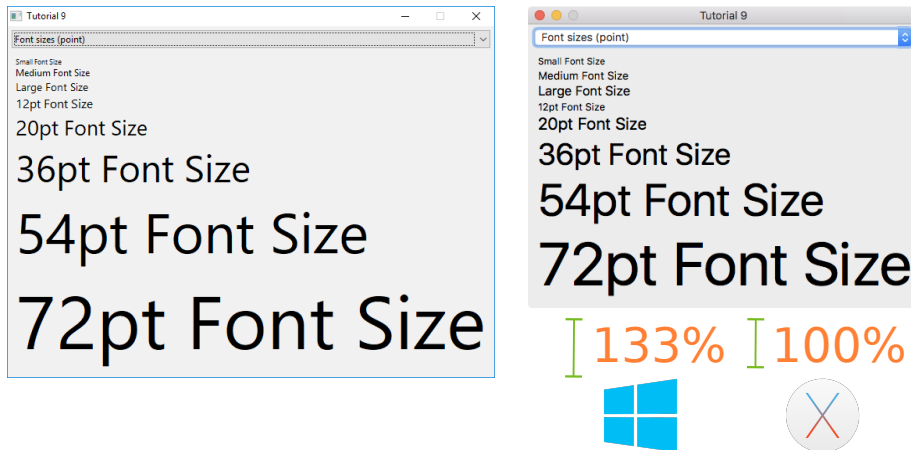 Tutorial 9
Font sizes (point)
Small Font Size
Medium Font Size
Large Font Size
12pt Font Size
20pt Font Size
36pt Font Size
54pt Font Size
72pt Font Size
Tutorial 9
Font sizes (point)
Small Font Size
Medium Font Size
Large Font Size
12pt Font Size
20pt Font Size
36pt Font Size
54pt Font Size
72pt Font Size
133% 100%